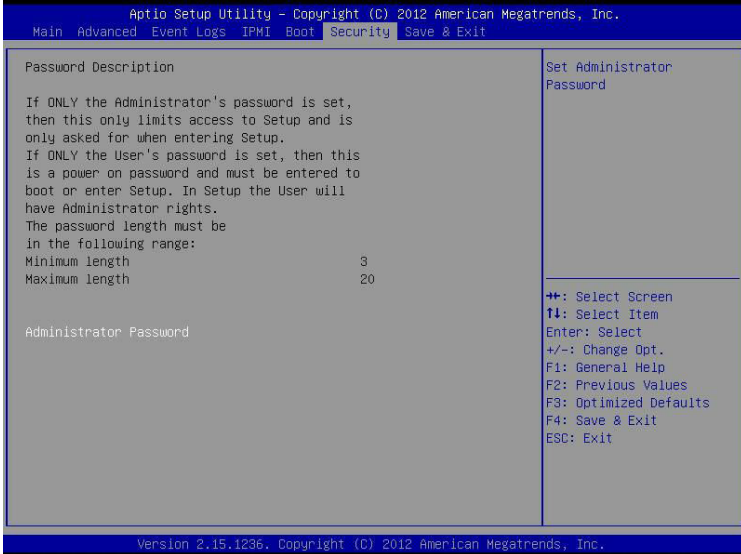 Aptio Setup Utility – Copyright (C) 2012 American Megatrends, Inc.
Main Advanced Event Logs IPMI Boot Security Save & Exit
Password Description
If ONLY the Administrator's password is set,
then this only limits access to Setup and is
only asked for when entering Setup.
If ONLY the User's password is set, then this
is a power on password and must be entered to
boot or enter Setup. In Setup the User will
have Administrator rights.
The password length must be
in the following range:
Minimum length 3
Maximum length 20
Administrator Password
Set Administrator
Password
→←: Select Screen
↑↓: Select Item
Enter: Select
+/-: Change Opt.
F1: General Help
F2: Previous Values
F3: Optimized Defaults
F4: Save & Exit
ESC: Exit
Version 2.15.1236. Copyright (C) 2012 American Megatrends, Inc.